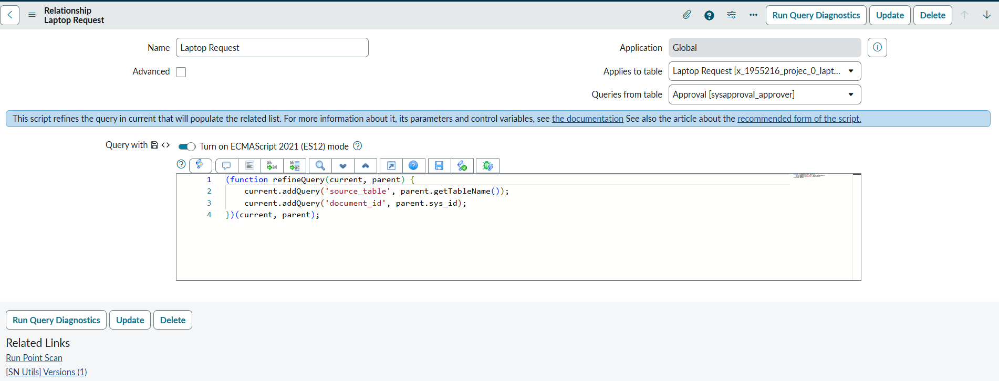 Relationship
Laptop Request
Run Query Diagnostics
Update
Delete
Name
Laptop Request
Application
Global
Advanced
Applies to table
Laptop Request [x_1955216_projec_0_lapt...
Queries from table
Approval [sysapproval_approver]
This script refines the query in current that will populate the related list. For more information about it, its parameters and control variables, see the documentation See also the article about the recommended form of the script.
Query with
Turn on ECMAScript 2021 (ES12) mode
1 (function refineQuery(current, parent) {
2 current.addQuery('source_table', parent.getTableName());
3 current.addQuery('document_id', parent.sys_id);
4 })(current, parent);
Run Query Diagnostics
Update
Delete
Related Links
Run Point Scan
[SN Utils] Versions (1)